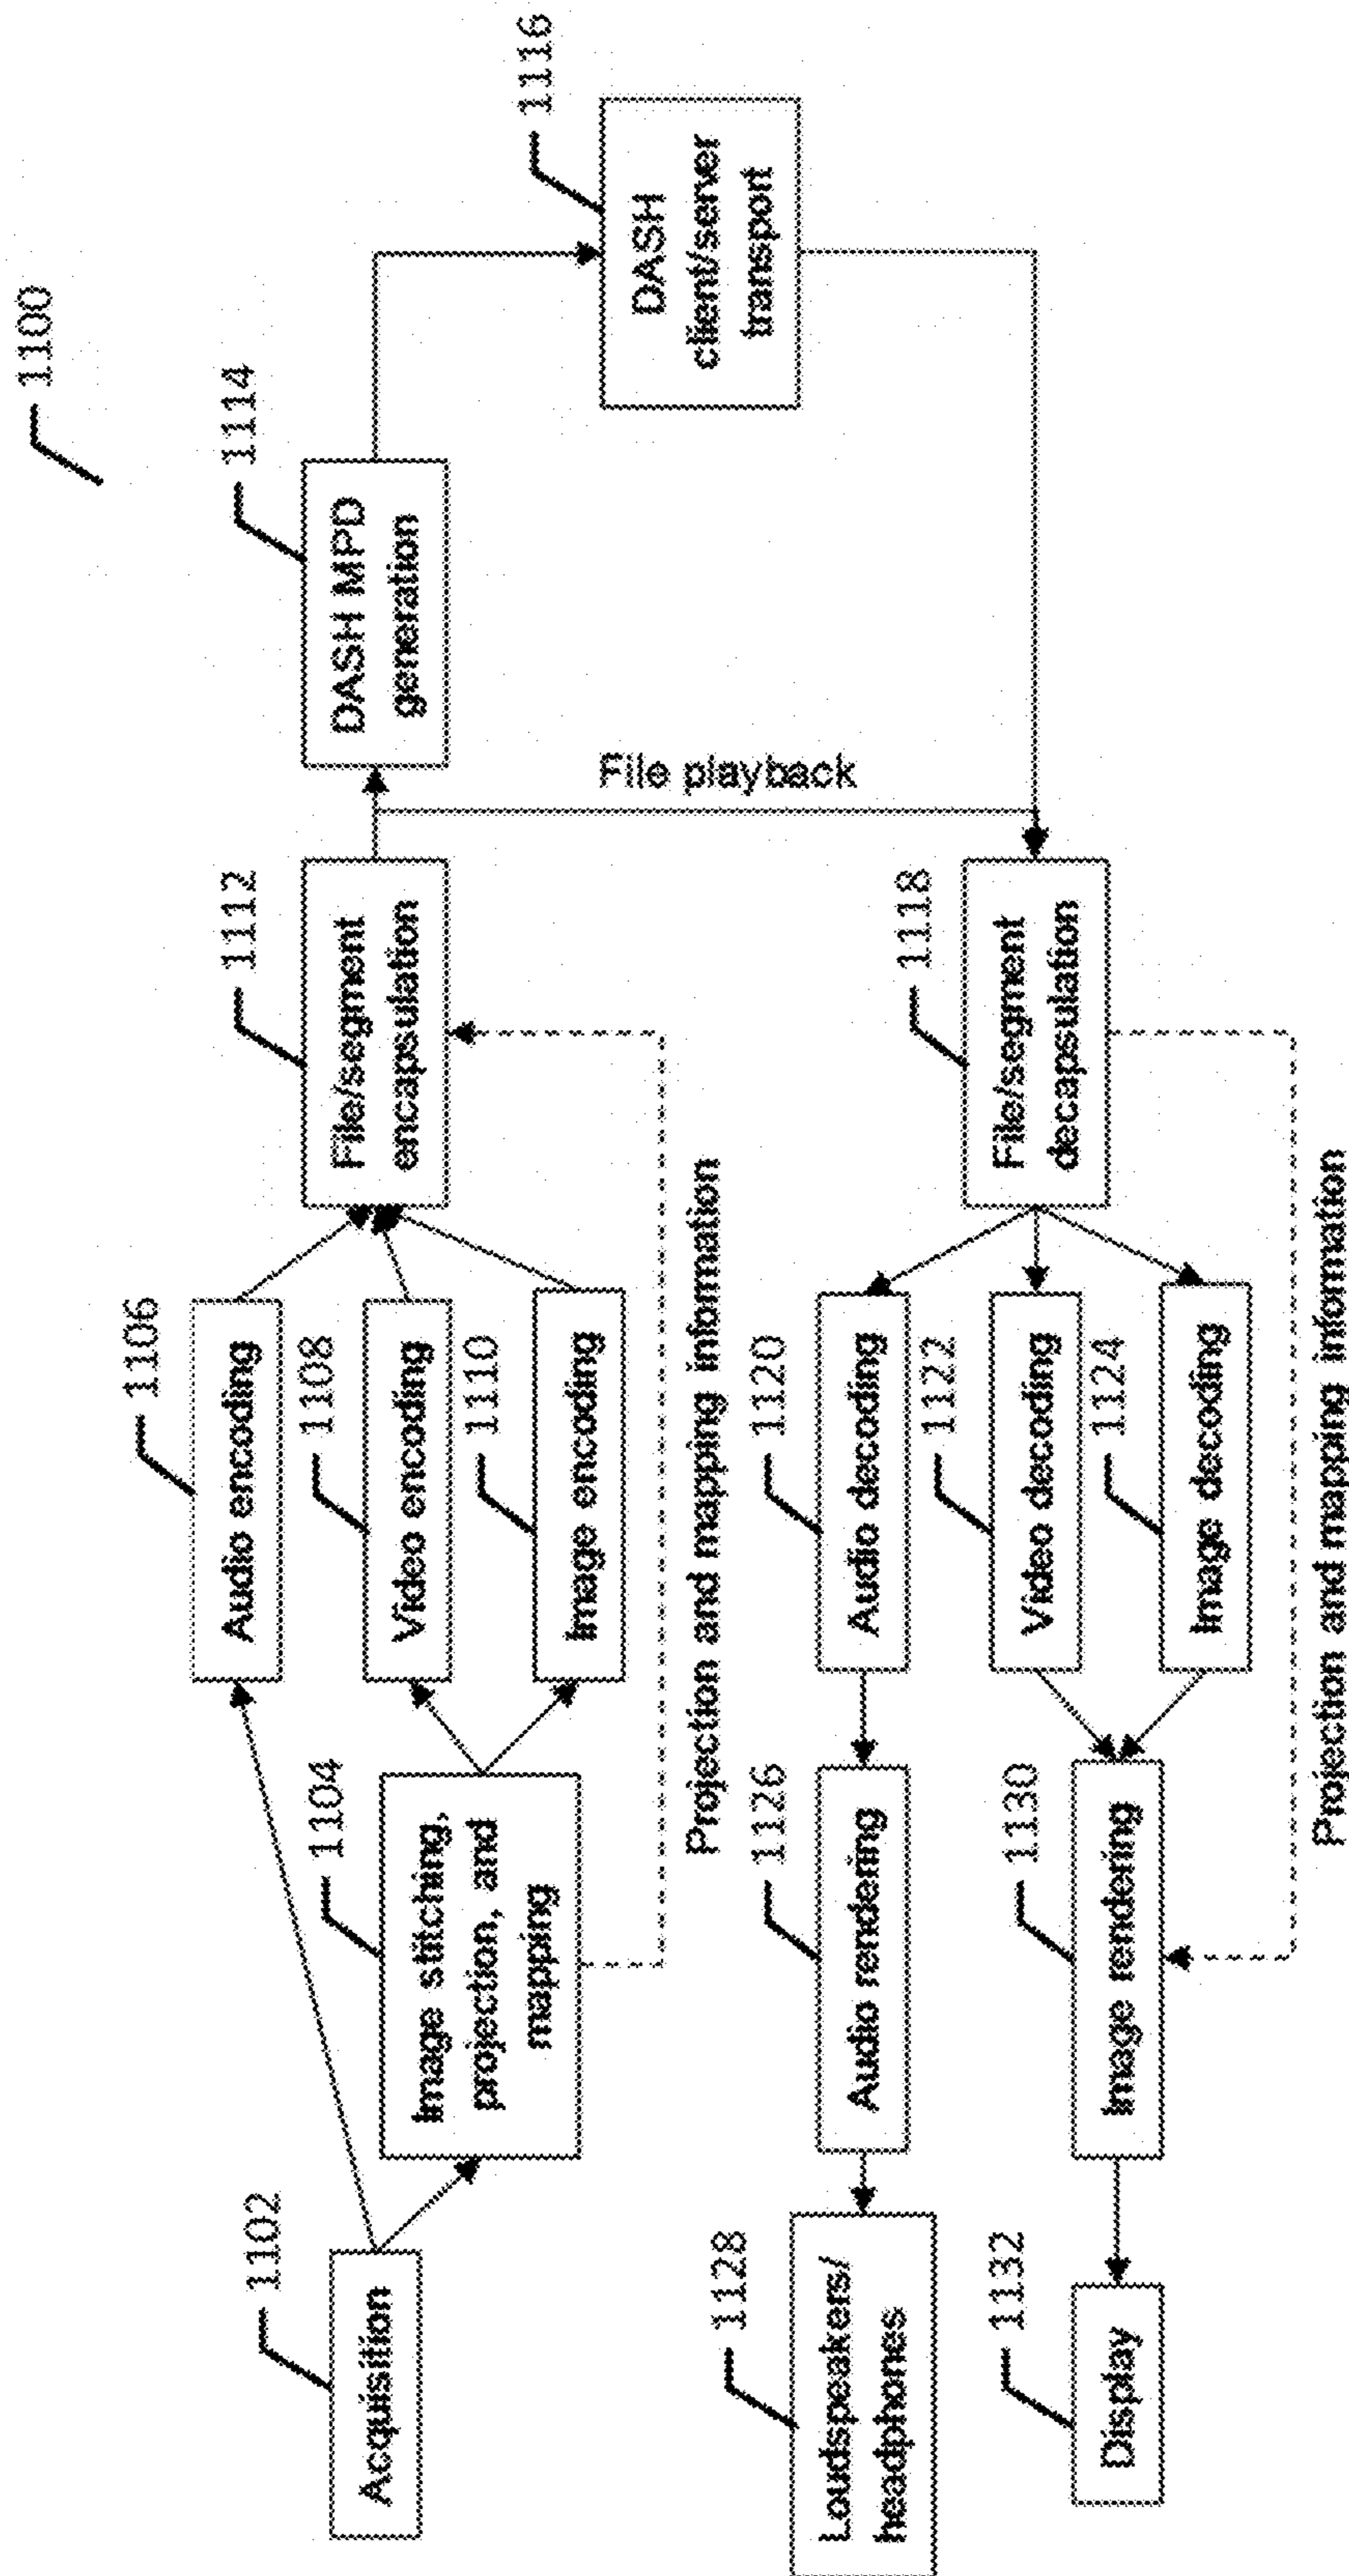 1100
1102
Acquisition
1104
Image stitching,
projection, and
mapping
1106
Audio encoding
1108
Video encoding
1110
Image encoding
Projection and mapping information
1112
File/segment
encapsulation
1114
DASH MPD
generation
1116
DASH
client/server
transport
File playback
1118
File/segment
decapsulation
1120
Audio decoding
1122
Video decoding
1124
Image decoding
1126
Audio rendering
1128
Loudspeakers/
headphones
1130
Image rendering
1132
Display
Projection and mapping information